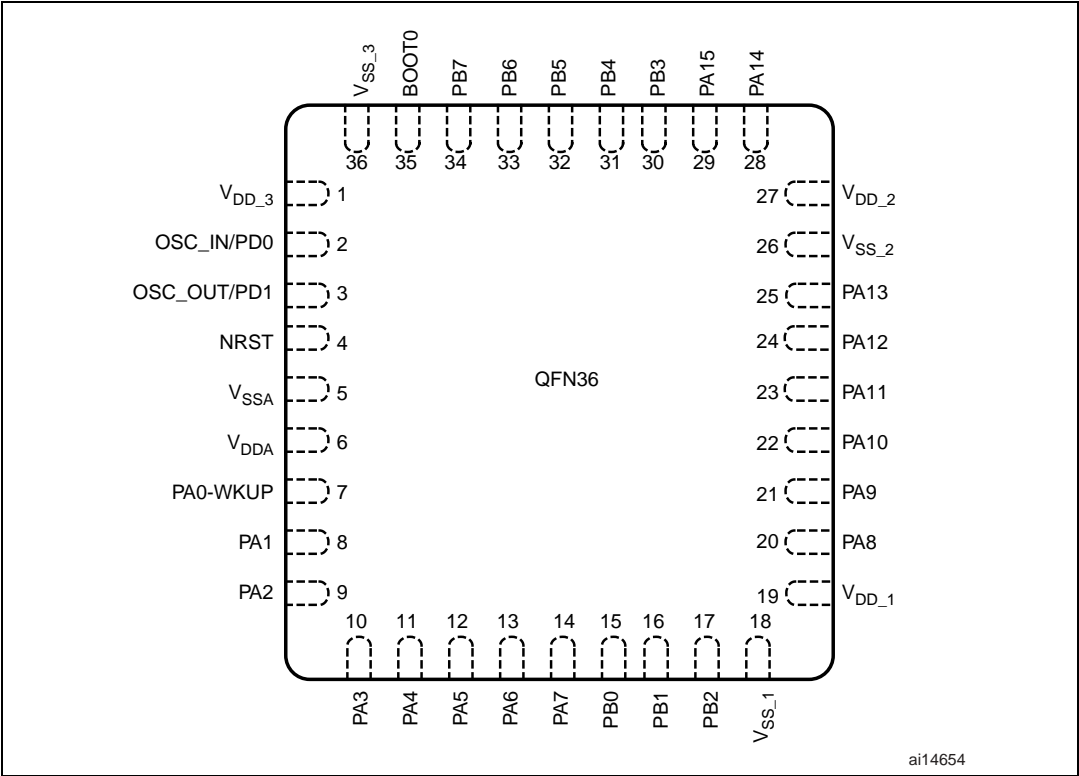 VSS_3
BOOT0
PB7
PB6
PB5
PB4
PB3
PA15
PA14
36
35
34
33
32
31
30
29
28
VDD_3
1
OSC_IN/PD0
2
OSC_OUT/PD1
3
NRST
4
VSSA
5
VDDA
6
PA0-WKUP
7
PA1
8
PA2
9
QFN36
27
VDD_2
26
VSS_2
25
PA13
24
PA12
23
PA11
22
PA10
21
PA9
20
PA8
19
VDD_1
10
11
12
13
14
15
16
17
18
PA3
PA4
PA5
PA6
PA7
PB0
PB1
PB2
VSS_1
ai14654